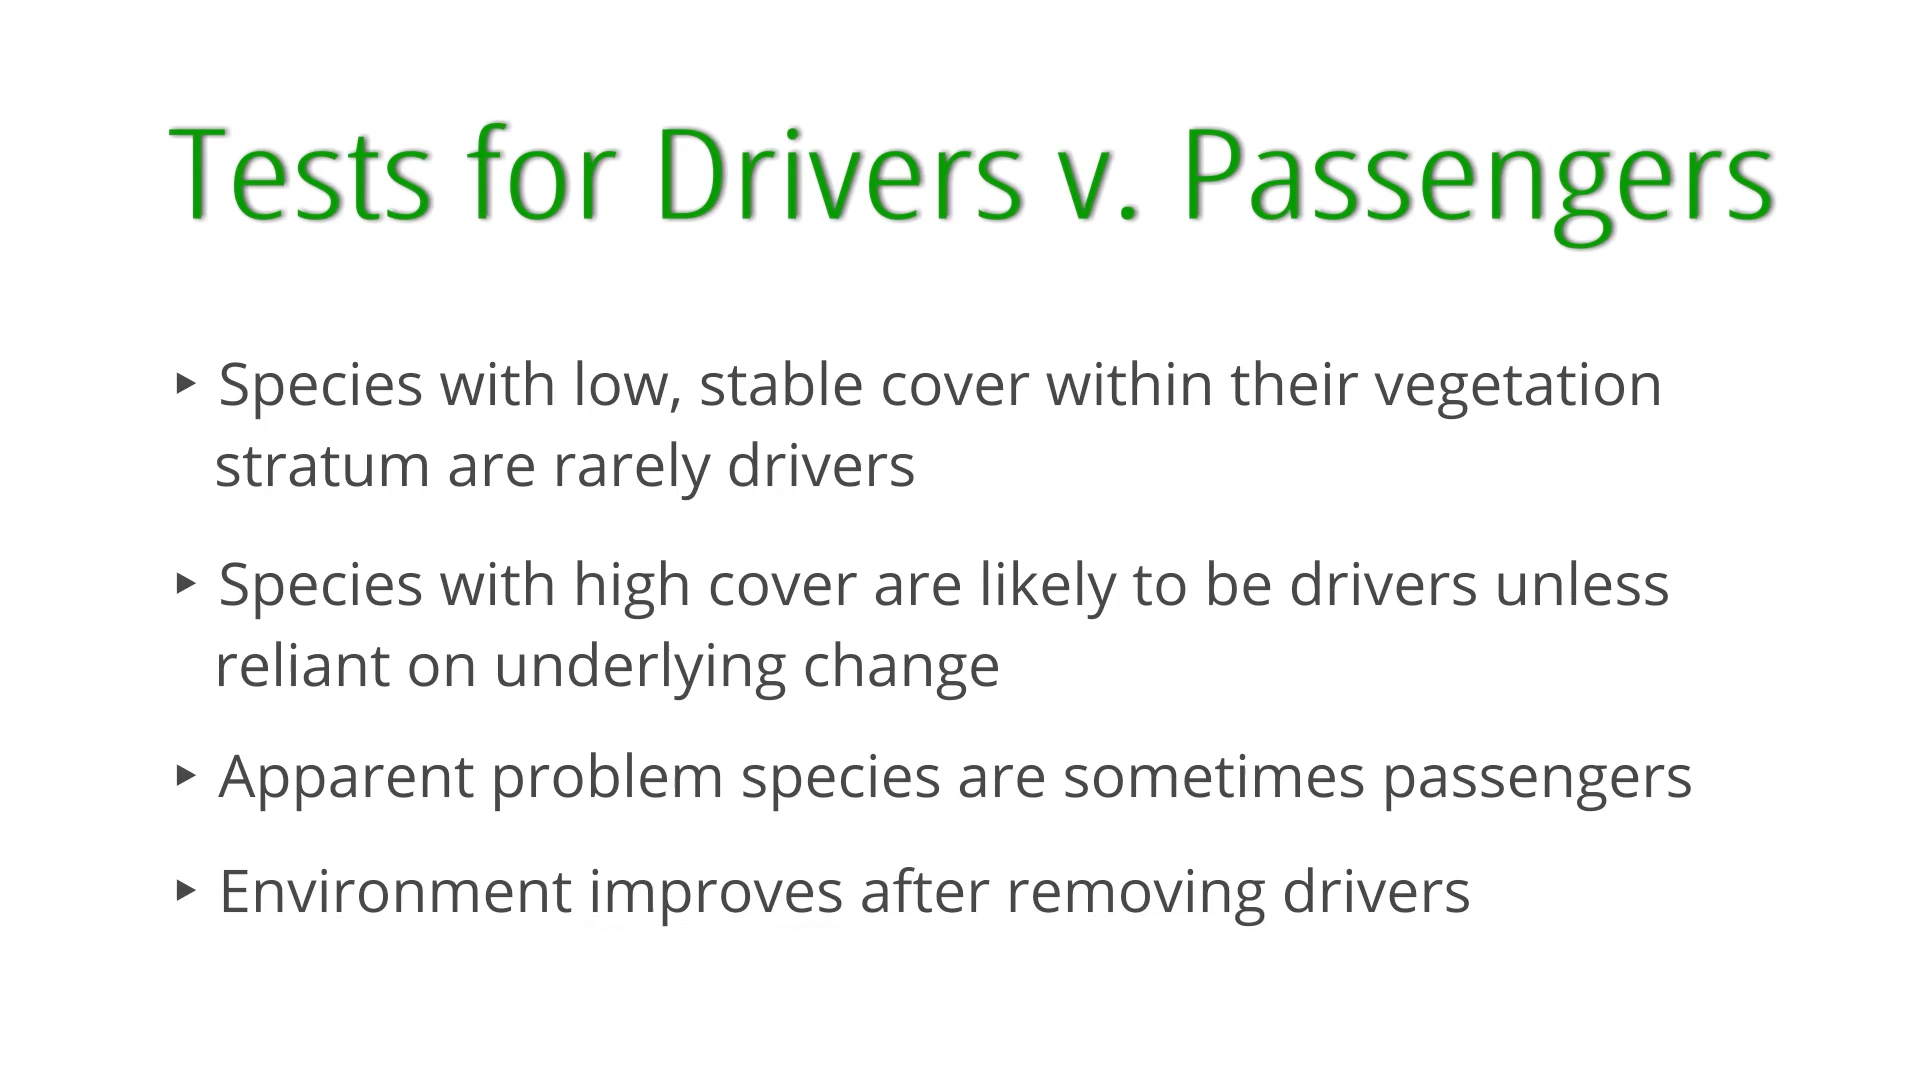 Tests for Drivers v. Passengers
‣ Species with low, stable cover within their vegetation
stratum are rarely drivers
‣ Species with high cover are likely to be drivers unless
reliant on underlying change
‣ Apparent problem species are sometimes passengers
‣ Environment improves after removing drivers